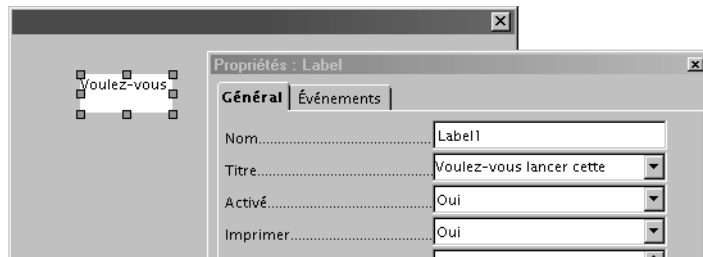 Voulez-vous
Propriétés : Label
Général Événements
Nom Label1
Titre Voulez-vous lancer cette
Activé Oui
Imprimer Oui